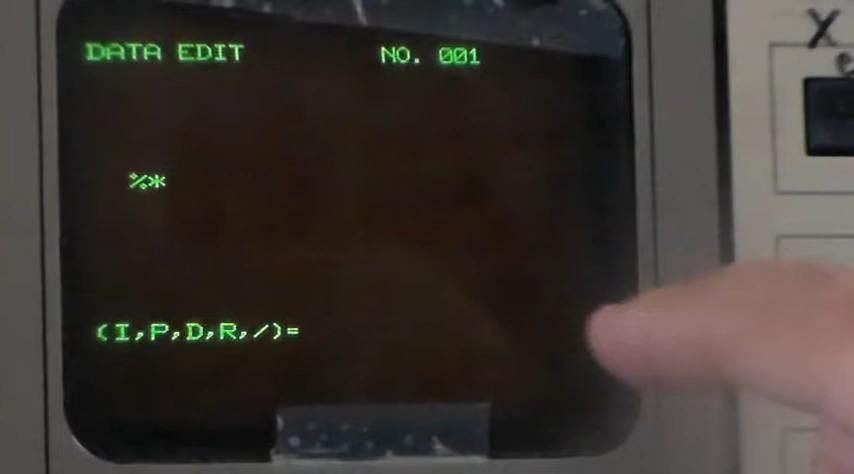 DATA EDIT NO. 001
%*
(I,P,D,R,/)=
X